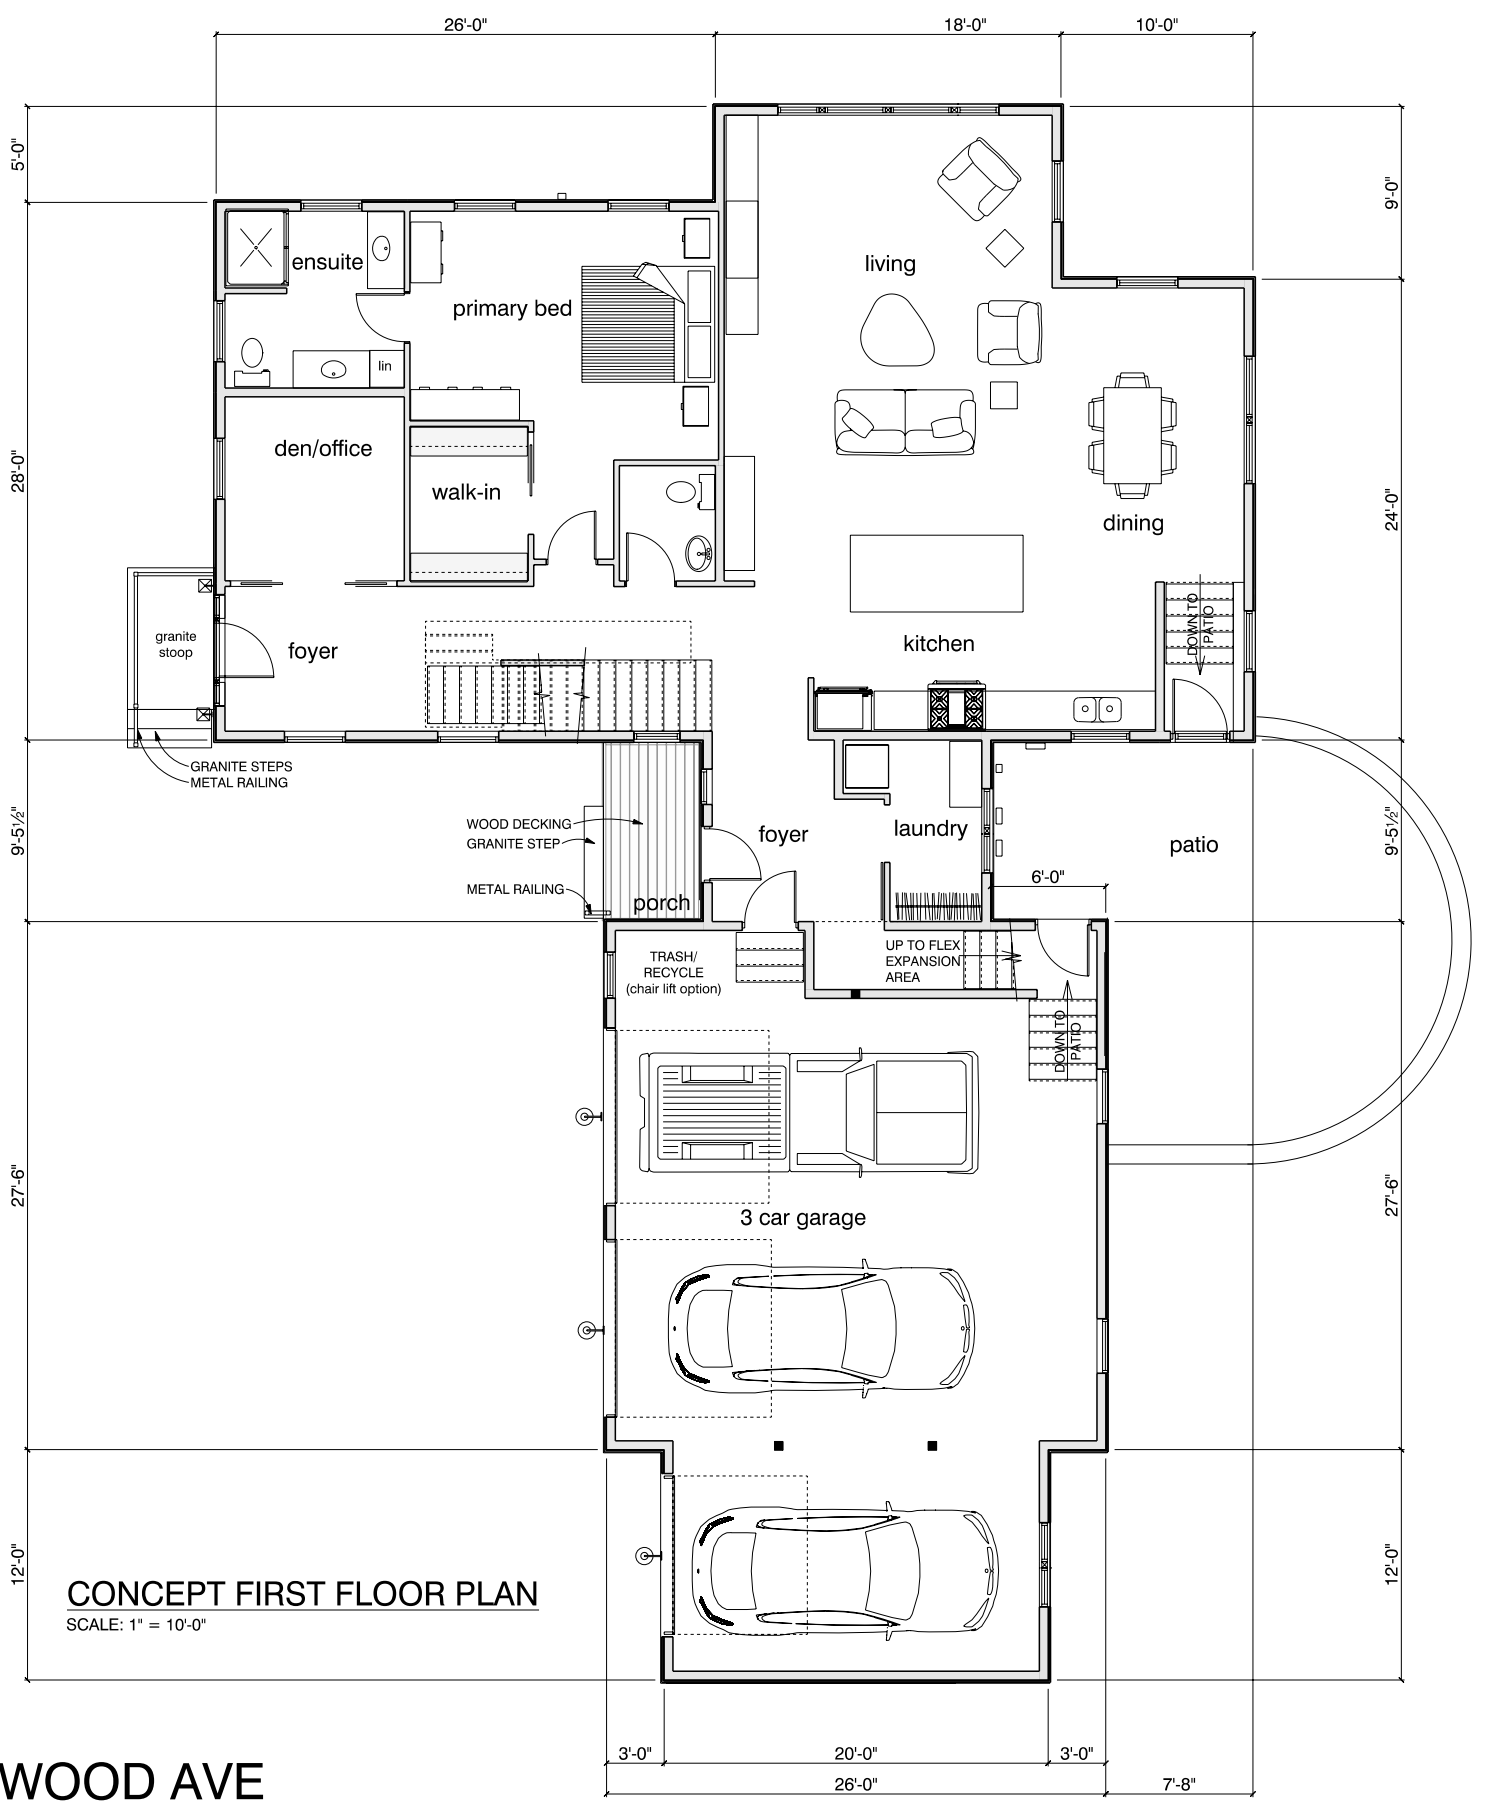 26'-0"
18'-0"
10'-0"
5'-0"
9'-0"
ensuite
living
primary bed
lin
den/office
28'-0"
walk-in
24'-0"
dining
DOWN TO
PATIO
granite
stoop
foyer
kitchen
GRANITE STEPS
METAL RAILING
9'-5½"
WOOD DECKING
GRANITE STEP
foyer
laundry
patio
9'-5½"
6'-0"
METAL RAILING
porch
TRASH/
RECYCLE
(chair lift option)
UP TO FLEX
EXPANSION
AREA
DOWN TO
PATIO
27'-6"
27'-6"
3 car garage
12'-0"
12'-0"
CONCEPT FIRST FLOOR PLAN
SCALE: 1" = 10'-0"
3'-0"
20'-0"
3'-0"
26'-0"
7'-8"
WOOD AVE